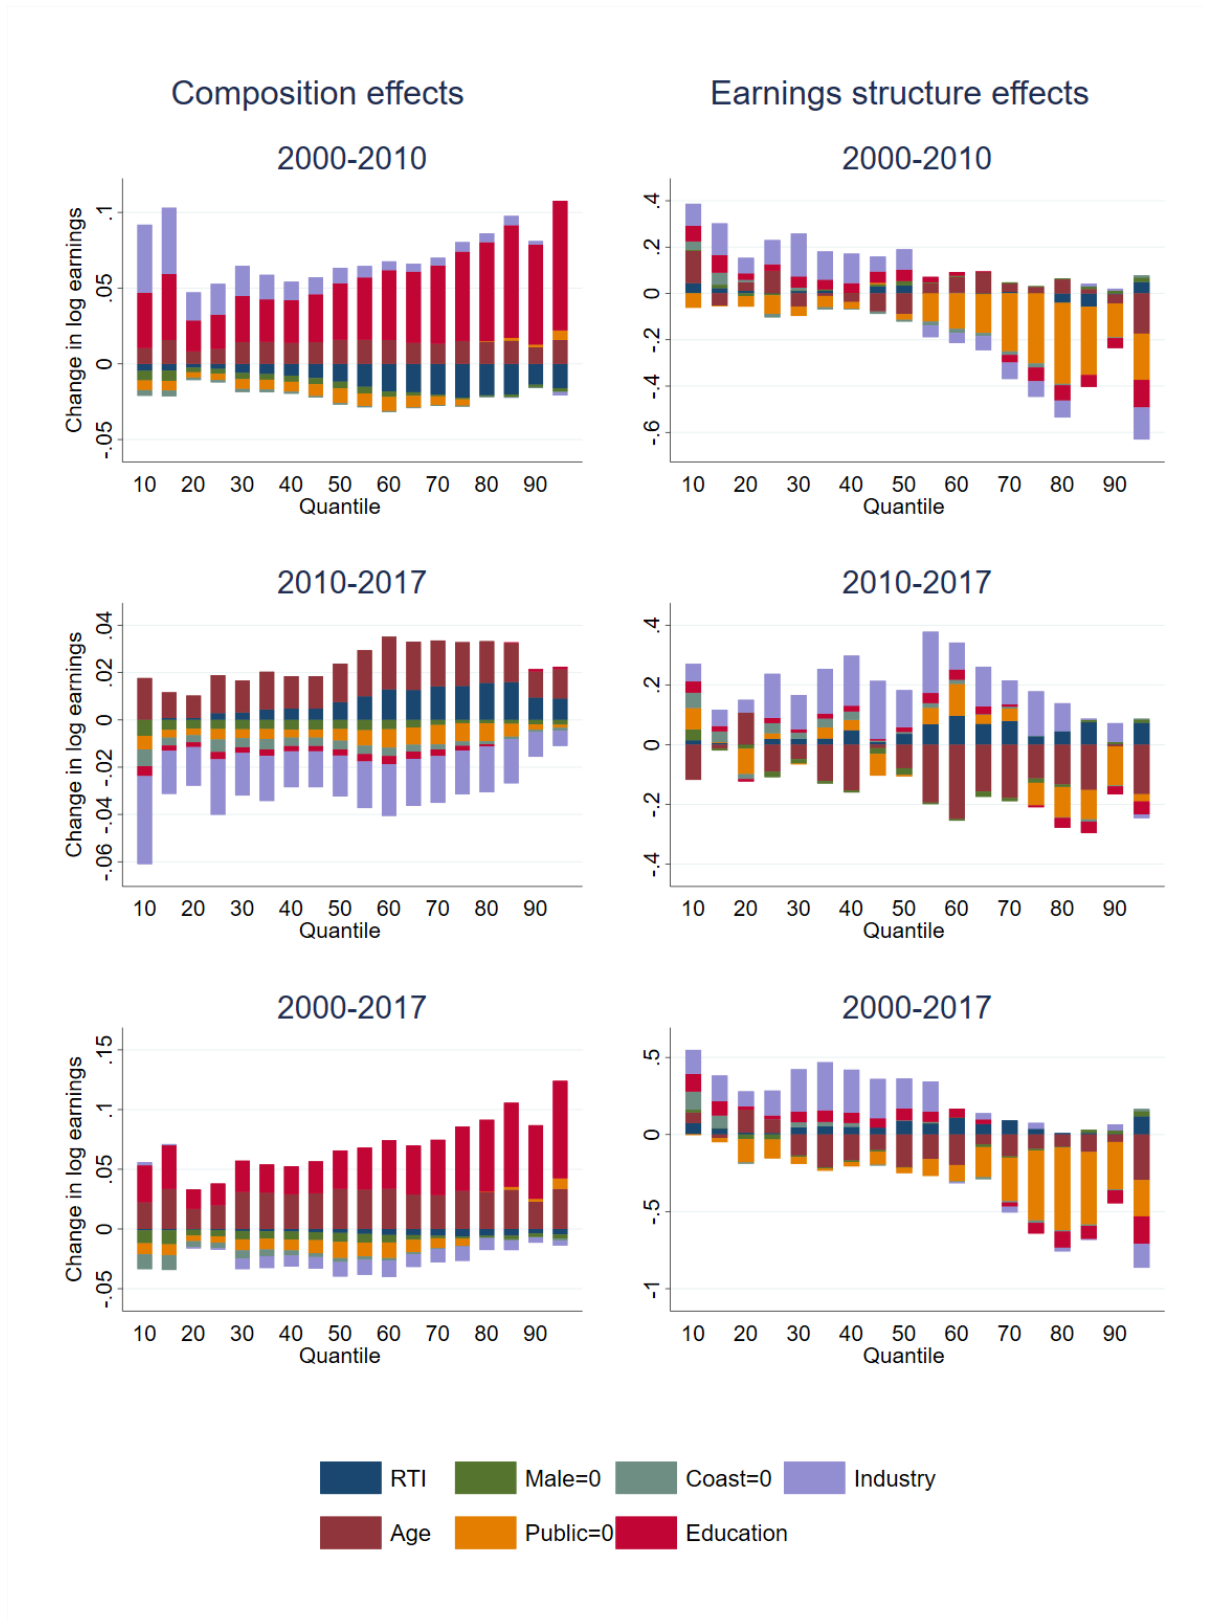 Composition effects
Earnings structure effects
2000-2010
2000-2010
Change in log earnings
.1
.05
0
-.05
10 20 30 40 50 60 70 80 90
Quantile
.4
.2
0
-.2
-.4
-.6
10 20 30 40 50 60 70 80 90
Quantile
2010-2017
2010-2017
Change in log earnings
.04
.02
0
-.02
-.04
-.06
10 20 30 40 50 60 70 80 90
Quantile
.4
.2
0
-.2
-.4
10 20 30 40 50 60 70 80 90
Quantile
2000-2017
2000-2017
Change in log earnings
.15
.1
.05
0
-.05
10 20 30 40 50 60 70 80 90
Quantile
.5
0
-.5
-1
10 20 30 40 50 60 70 80 90
Quantile
RTI Male=0 Coast=0 Industry
Age Public=0 Education